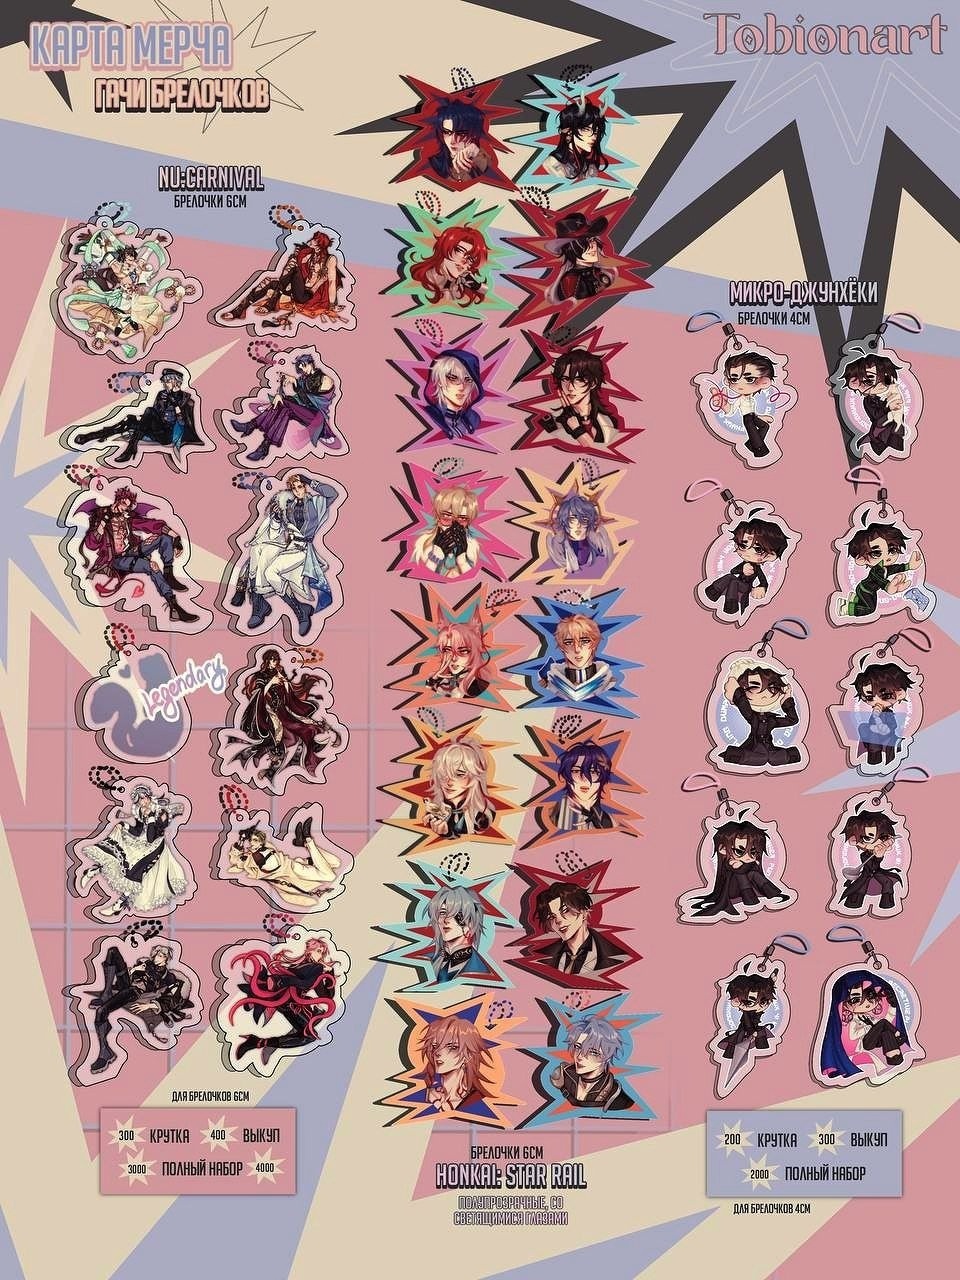 КАРТА МЕРЧА
ГАЧИ БРЕЛОЧКОВ
Tobionart
NU:CARNIVAL
БРЕЛОЧКИ 6СМ
МИКРО-ДЖУНХЁКИ
БРЕЛОЧКИ 4СМ
Legendary
ДЛЯ БРЕЛОЧКОВ 6СМ
300 КРУТКА 400 ВЫКУП
3000 ПОЛНЫЙ НАБОР 4000
БРЕЛОЧКИ 6СМ
HONKAI: STAR RAIL
ПОЛУПРОЗРАЧНЫЕ, СО
СВЕТЯЩИМИСЯ ГЛАЗАМИ
200 КРУТКА 300 ВЫКУП
2000 ПОЛНЫЙ НАБОР
ДЛЯ БРЕЛОЧКОВ 4СМ